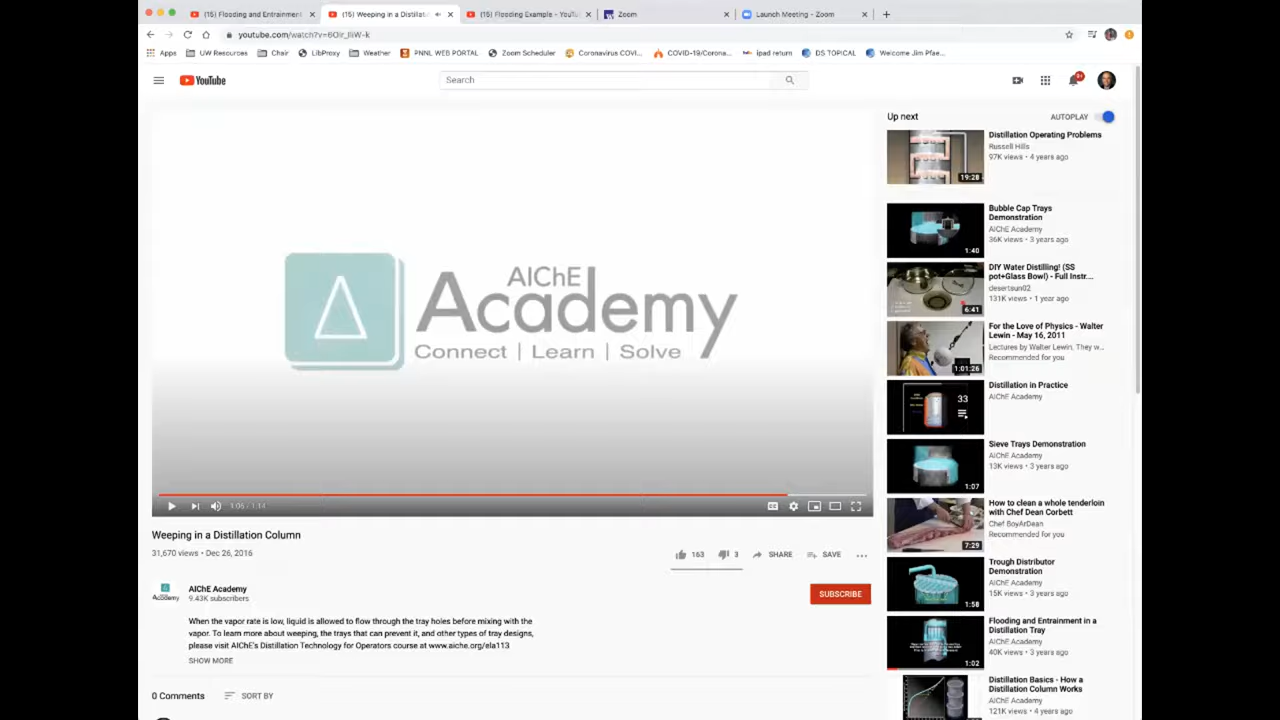 (15) Flooding and Entrainment
(15) Weeping in a Distillatio
(15) Flooding Example - YouTu
Zoom
Launch Meeting - Zoom
Apps
UW Resources
Chair
LibProxy
Weather
PNNL WEB PORTAL
Zoom Scheduler
Coronavirus COVI...
COVID-19/Corona...
ipad return
DS TOPICAL
Welcome Jim Pfae...
YouTube
Search
9+
AIChE
Academy
Connect | Learn | Solve
1:06 / 1:14
Weeping in a Distillation Column
31,670 views • Dec 26, 2016
163
3
SHARE
SAVE
Academy
AIChE Academy
9.43K subscribers
SUBSCRIBE
When the vapor rate is low, liquid is allowed to flow through the tray holes before mixing with the
vapor. To learn more about weeping, the trays that can prevent it, and other types of tray designs,
please visit AIChE's Distillation Technology for Operators course at www.aiche.org/ela113
SHOW MORE
0 Comments
SORT BY
Up next
AUTOPLAY
19:28
Distillation Operating Problems
Russell Hills
97K views • 4 years ago
1:40
Bubble Cap Trays
Demonstration
AIChE Academy
36K views • 3 years ago
6:41
DIY Water Distilling! (SS
pot+Glass Bowl) - Full Instr....
desertsun02
131K views • 1 year ago
1:01:26
For the Love of Physics - Walter
Lewin - May 16, 2011
Lectures by Walter Lewin. They w...
Recommended for you
33
Distillation in Practice
AIChE Academy
1:07
Sieve Trays Demonstration
AIChE Academy
13K views • 3 years ago
7:29
How to clean a whole tenderloin
with Chef Dean Corbett
Chef BoyArDean
Recommended for you
1:58
Trough Distributor
Demonstration
AIChE Academy
15K views • 3 years ago
1:02
Flooding and Entrainment in a
Distillation Tray
AIChE Academy
40K views • 3 years ago
Distillation Basics - How a
Distillation Column Works
AIChE Academy
121K views • 4 years ago